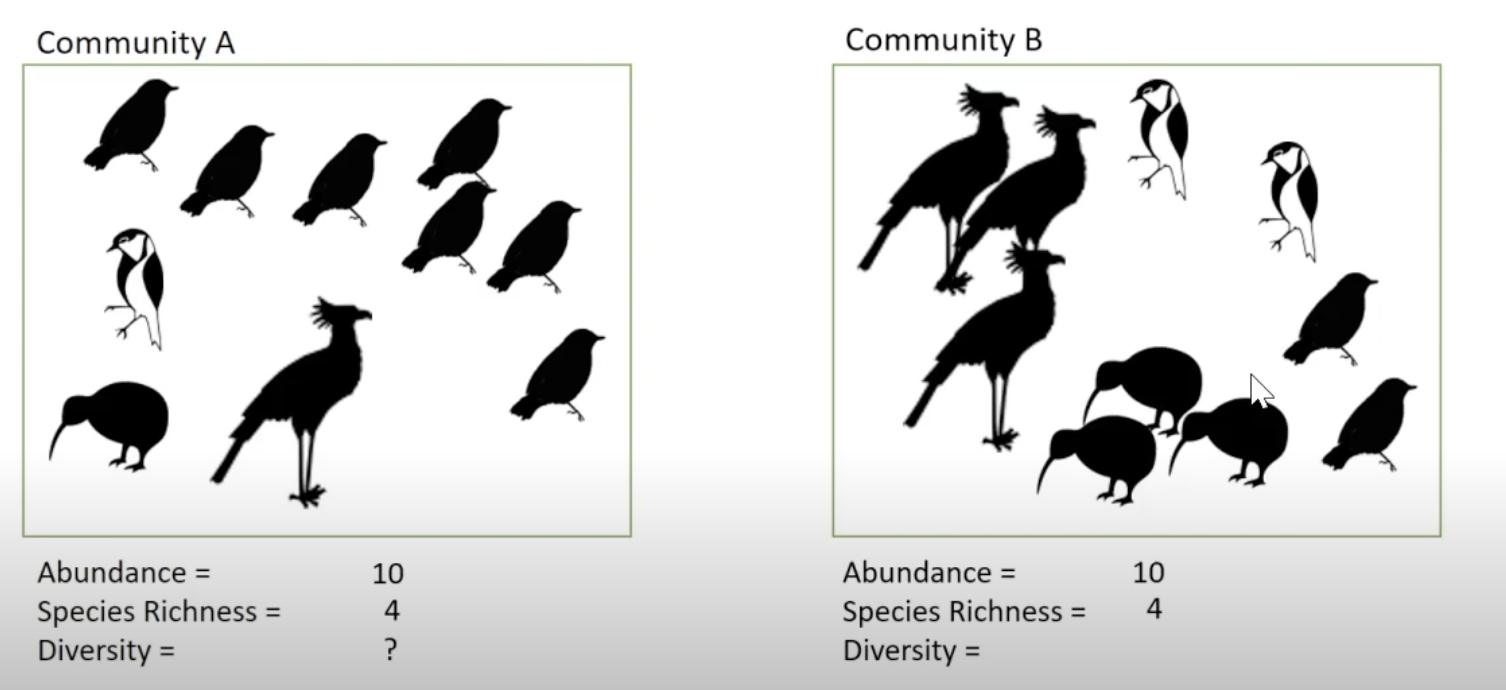 Community A
Abundance = 10
Species Richness = 4
Diversity = ?
Community B
Abundance = 10
Species Richness = 4
Diversity =